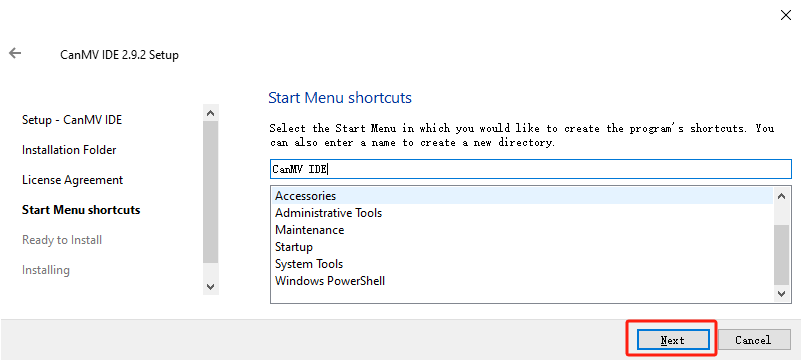 CanMV IDE 2.9.2 Setup
Setup - CanMV IDE
Installation Folder
License Agreement
Start Menu shortcuts
Ready to Install
Installing
Start Menu shortcuts
Select the Start Menu in which you would like to create the program's shortcuts. You
can also enter a name to create a new directory.
CanMV IDE
Accessories
Administrative Tools
Maintenance
Startup
System Tools
Windows PowerShell
Next
Cancel